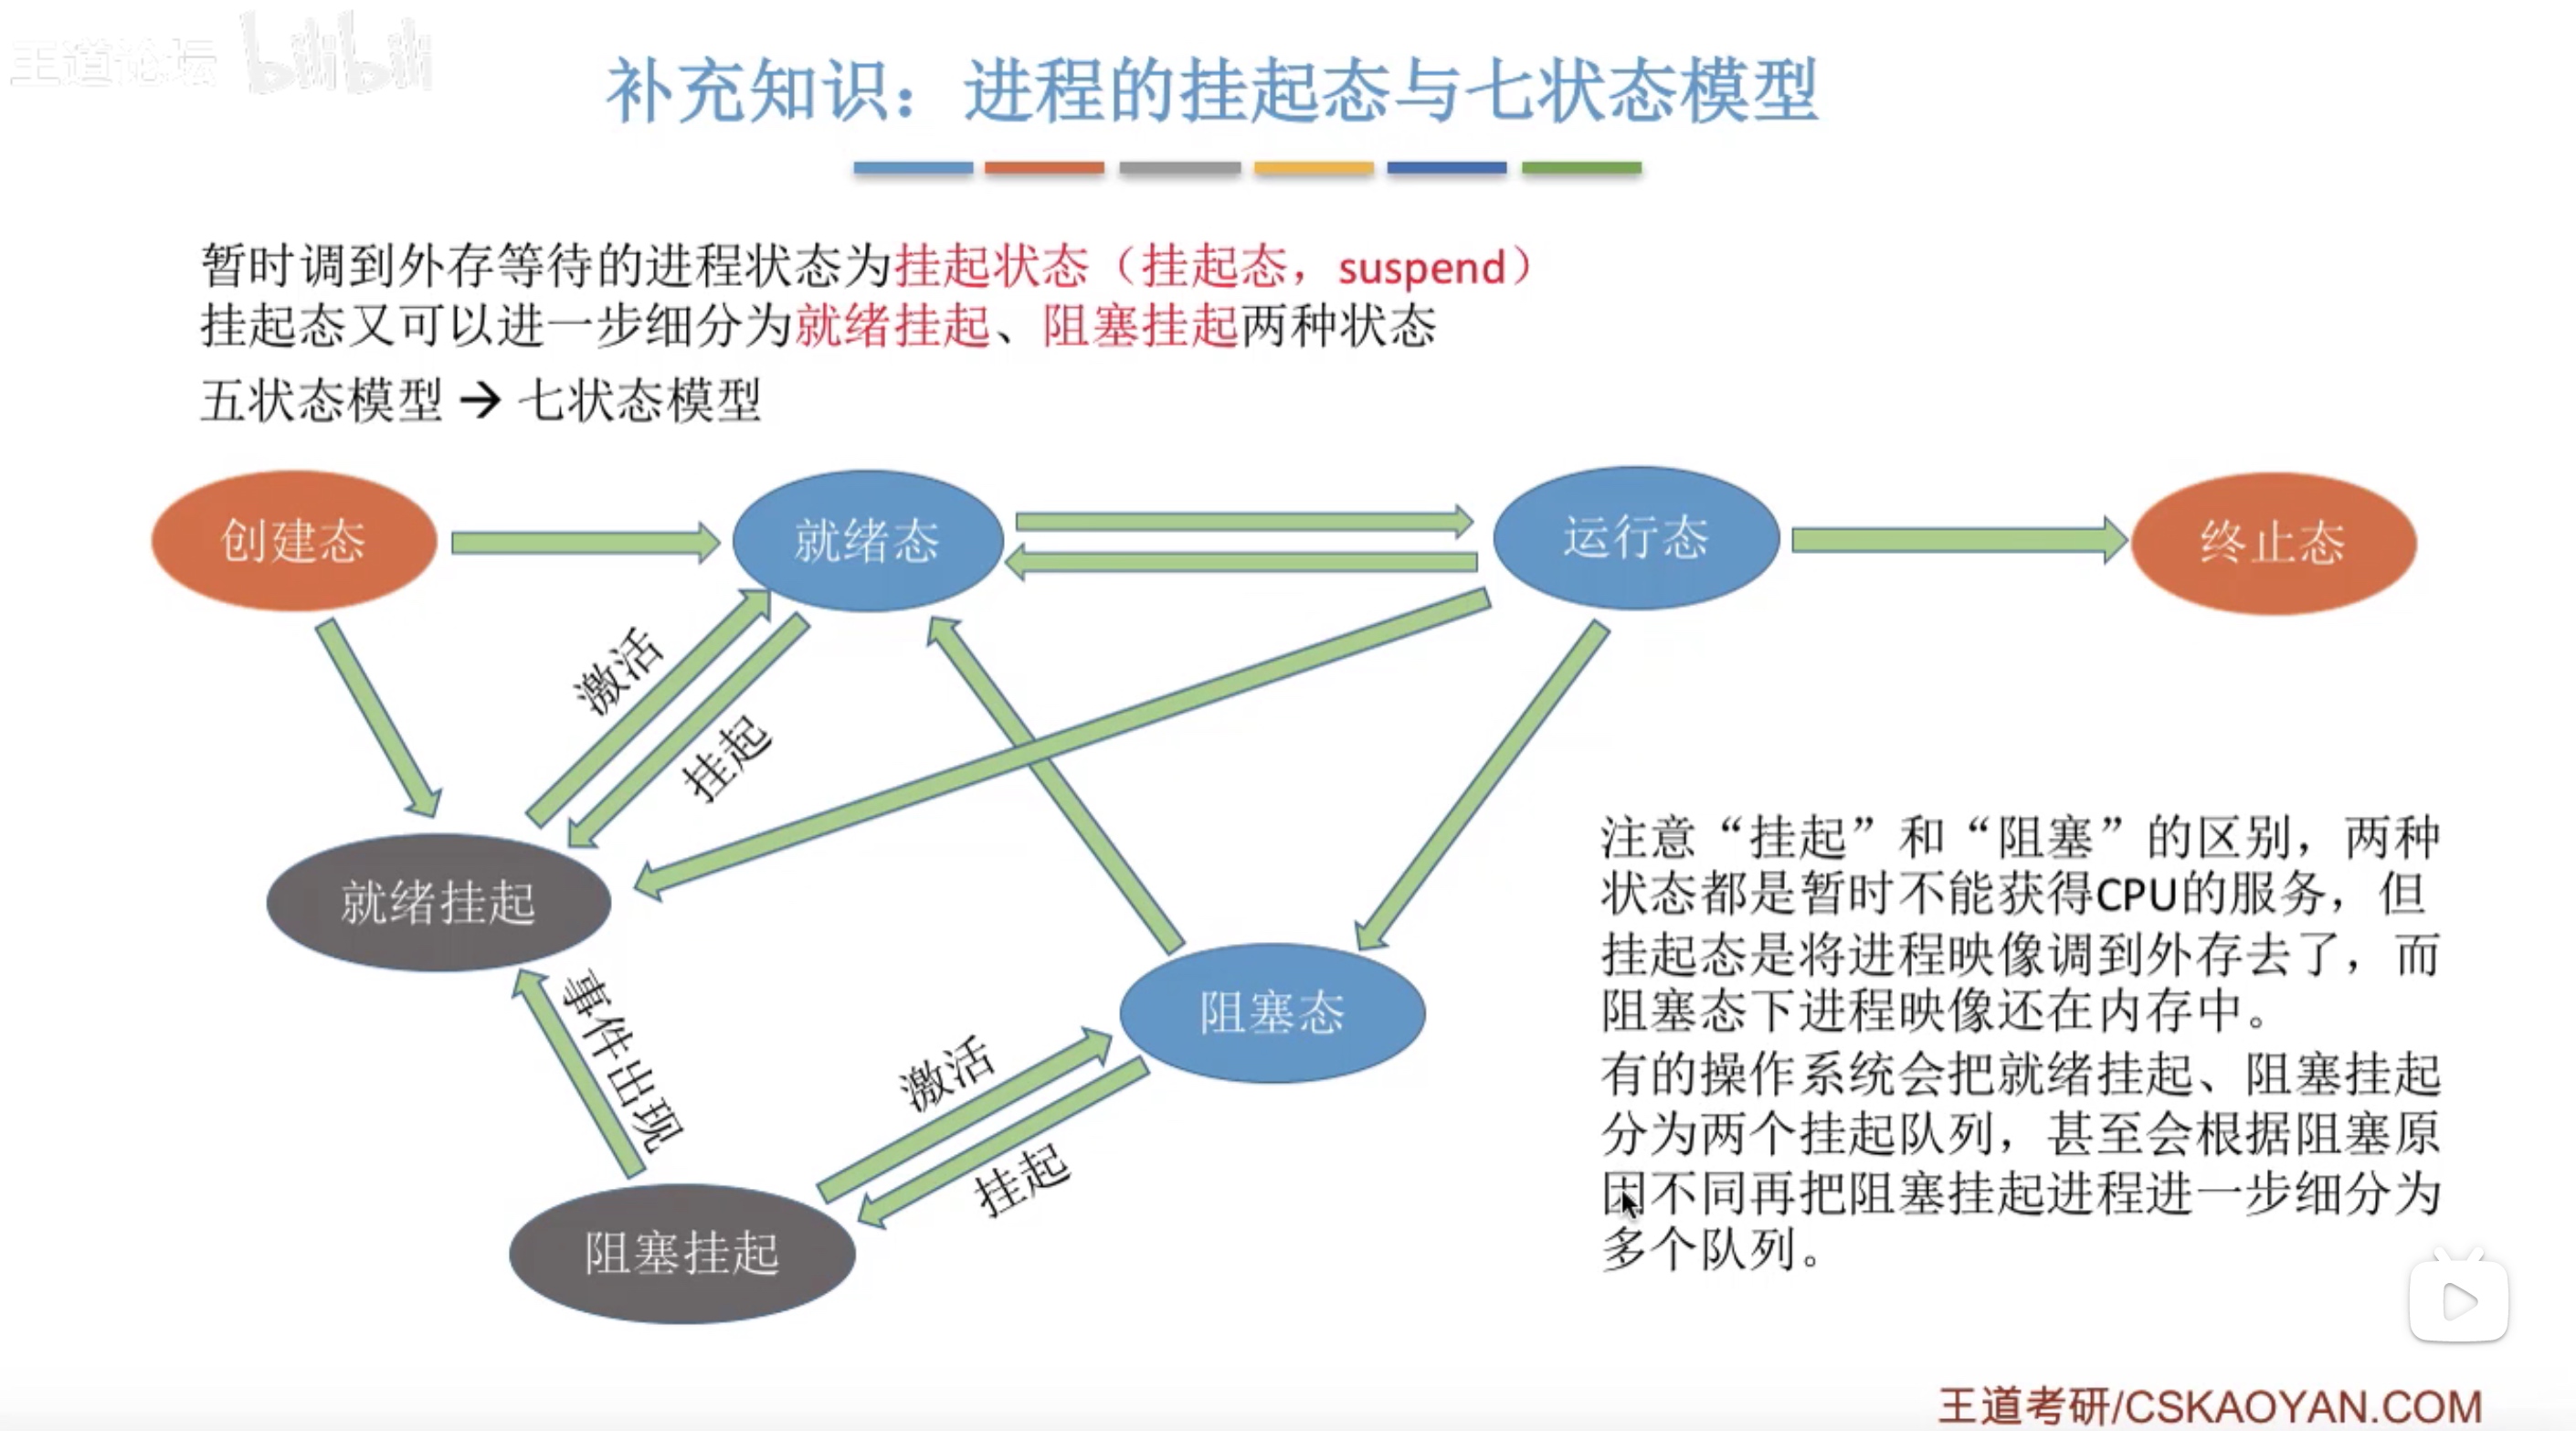 王道论坛 bilibili
补充知识：进程的挂起态与七状态模型
暂时调到外存等待的进程状态为挂起状态（挂起态，suspend）
挂起态又可以进一步细分为就绪挂起、阻塞挂起两种状态
五状态模型 → 七状态模型
创建态
就绪态
运行态
终止态
激活
挂起
就绪挂起
事件出现
阻塞态
激活
挂起
阻塞挂起
注意“挂起”和“阻塞”的区别，两种
状态都是暂时不能获得CPU的服务，但
挂起态是将进程映像调到外存去了，而
阻塞态下进程映像还在内存中。
有的操作系统会把就绪挂起、阻塞挂起
分为两个挂起队列，甚至会根据阻塞原
因不同再把阻塞挂起进程进一步细分为
多个队列。
王道考研/CSKAOYAN.COM